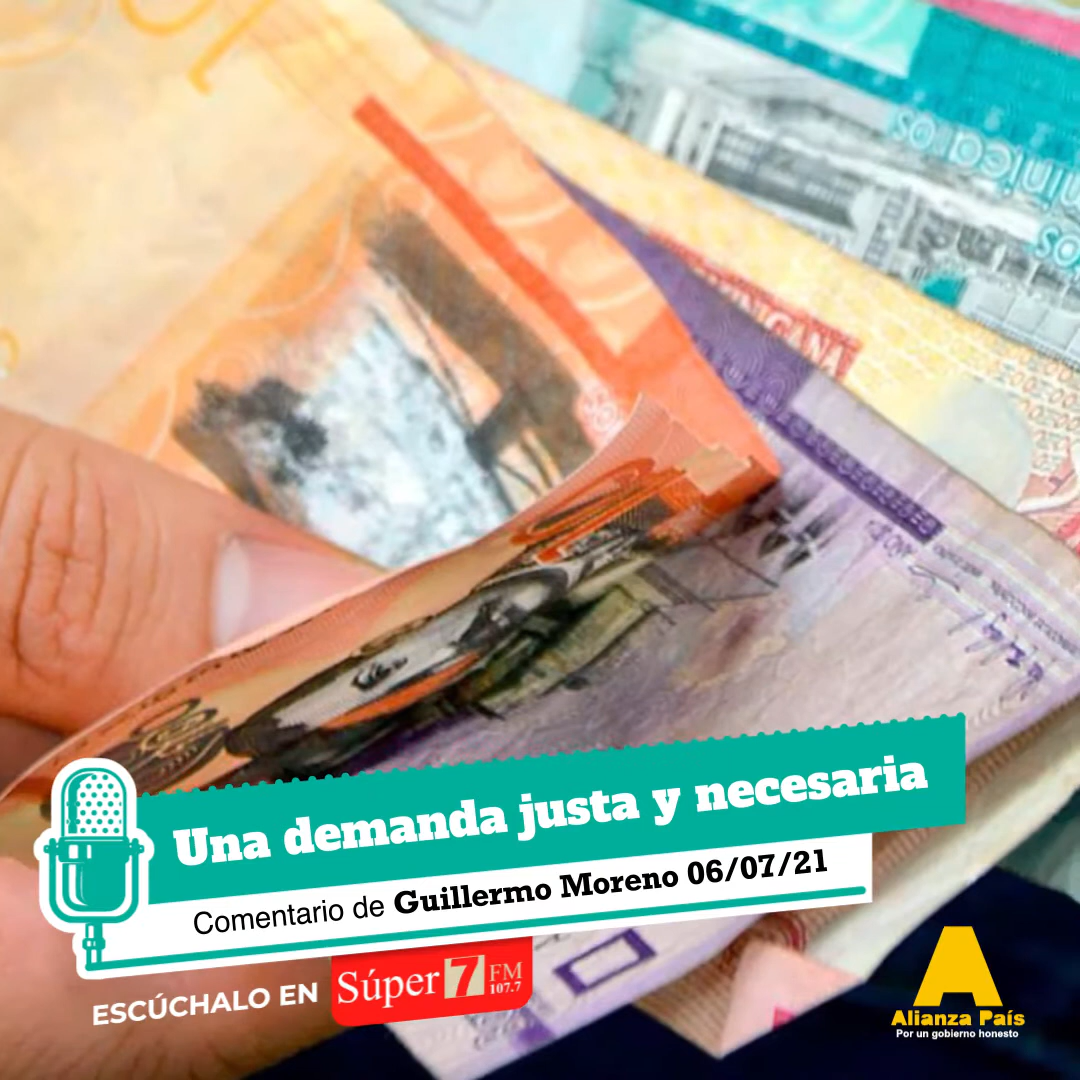 Una demanda justa y necesaria
Comentario de Guillermo Moreno 06/07/21
ESCÚCHALO EN
Súper 7 FM
107.7
Alianza País
Por un gobierno honesto